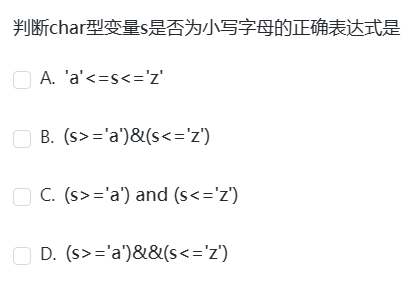 判断char型变量s是否为小写字母的正确表达式是
A. 'a'<=s<='z'
B. (s>='a')&(s<='z')
C. (s>='a') and (s<='z')
D. (s>='a')&&(s<='z')